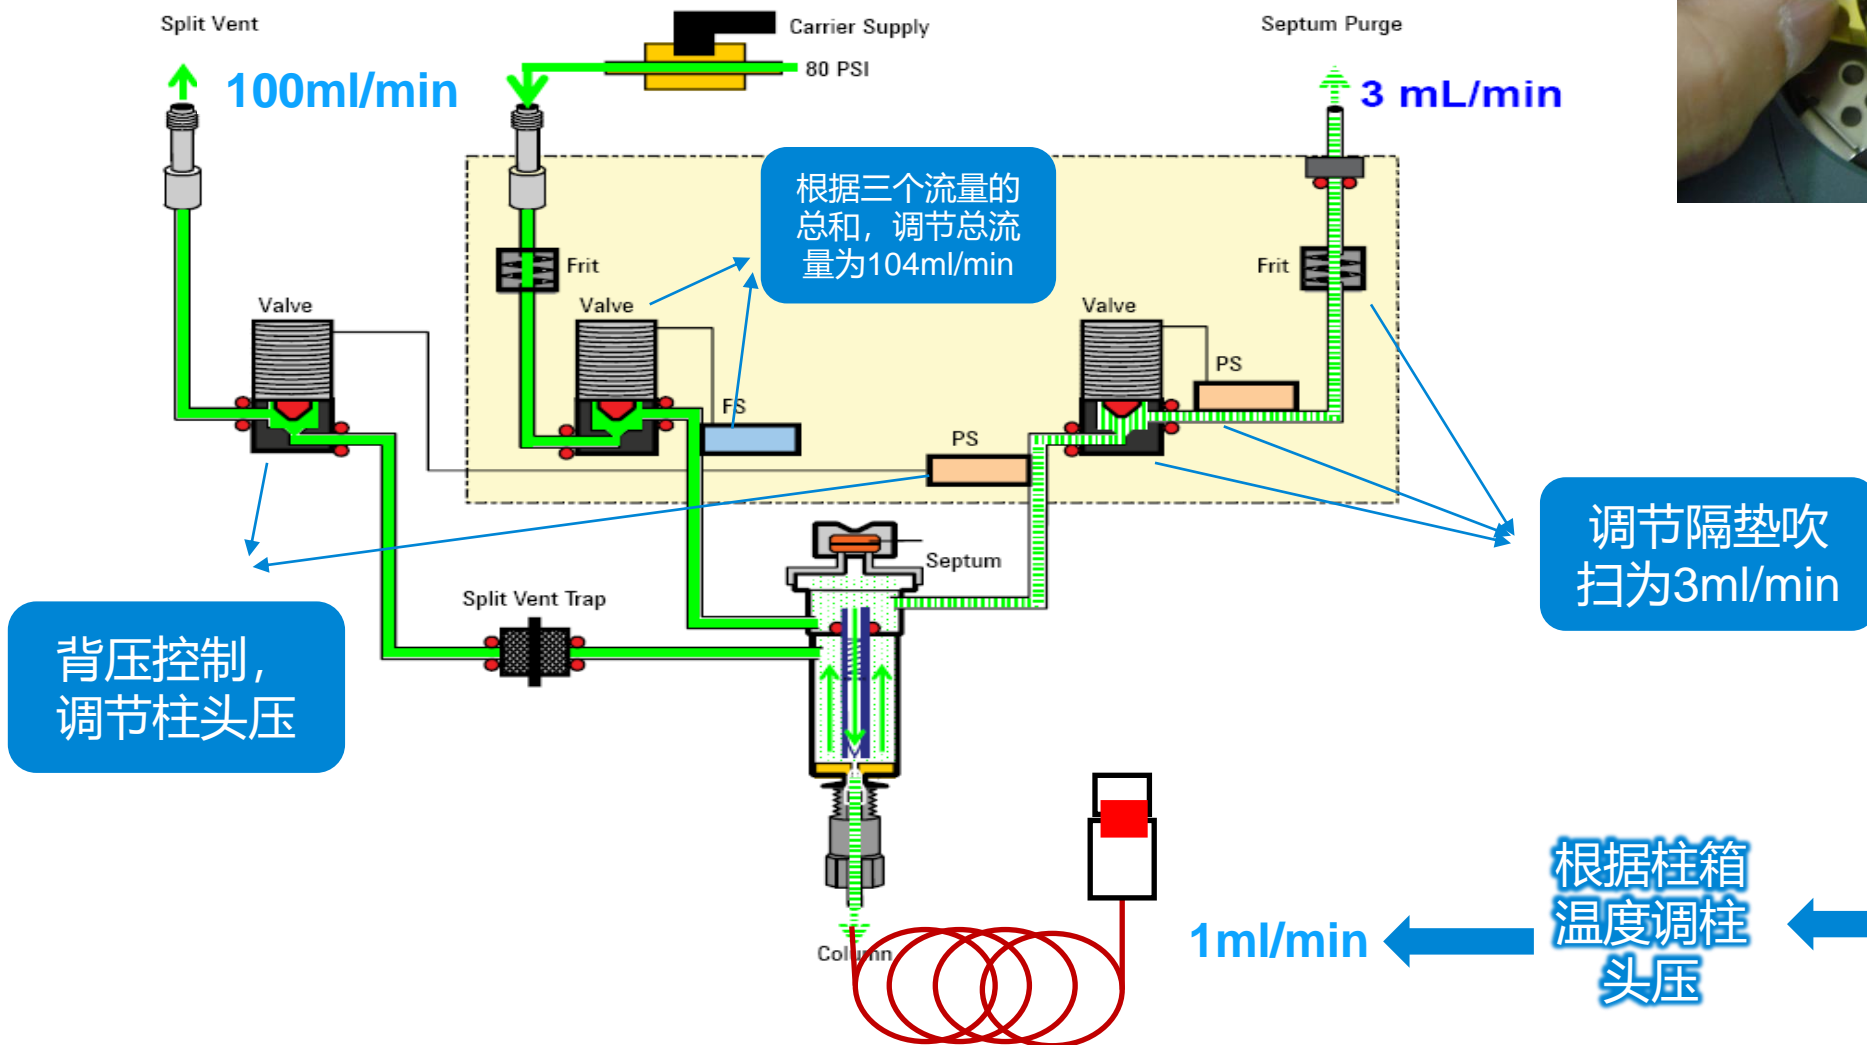 Split Vent
Carrier Supply
Septum Purge
80 PSI
100ml/min
3 mL/min
根据三个流量的
总和，调节总流
量为104ml/min
Frit
Frit
Valve
Valve
Valve
PS
FS
PS
调节隔垫吹
扫为3ml/min
Septum
Split Vent Trap
背压控制，
调节柱头压
根据柱箱
温度调柱
头压
1ml/min
Column